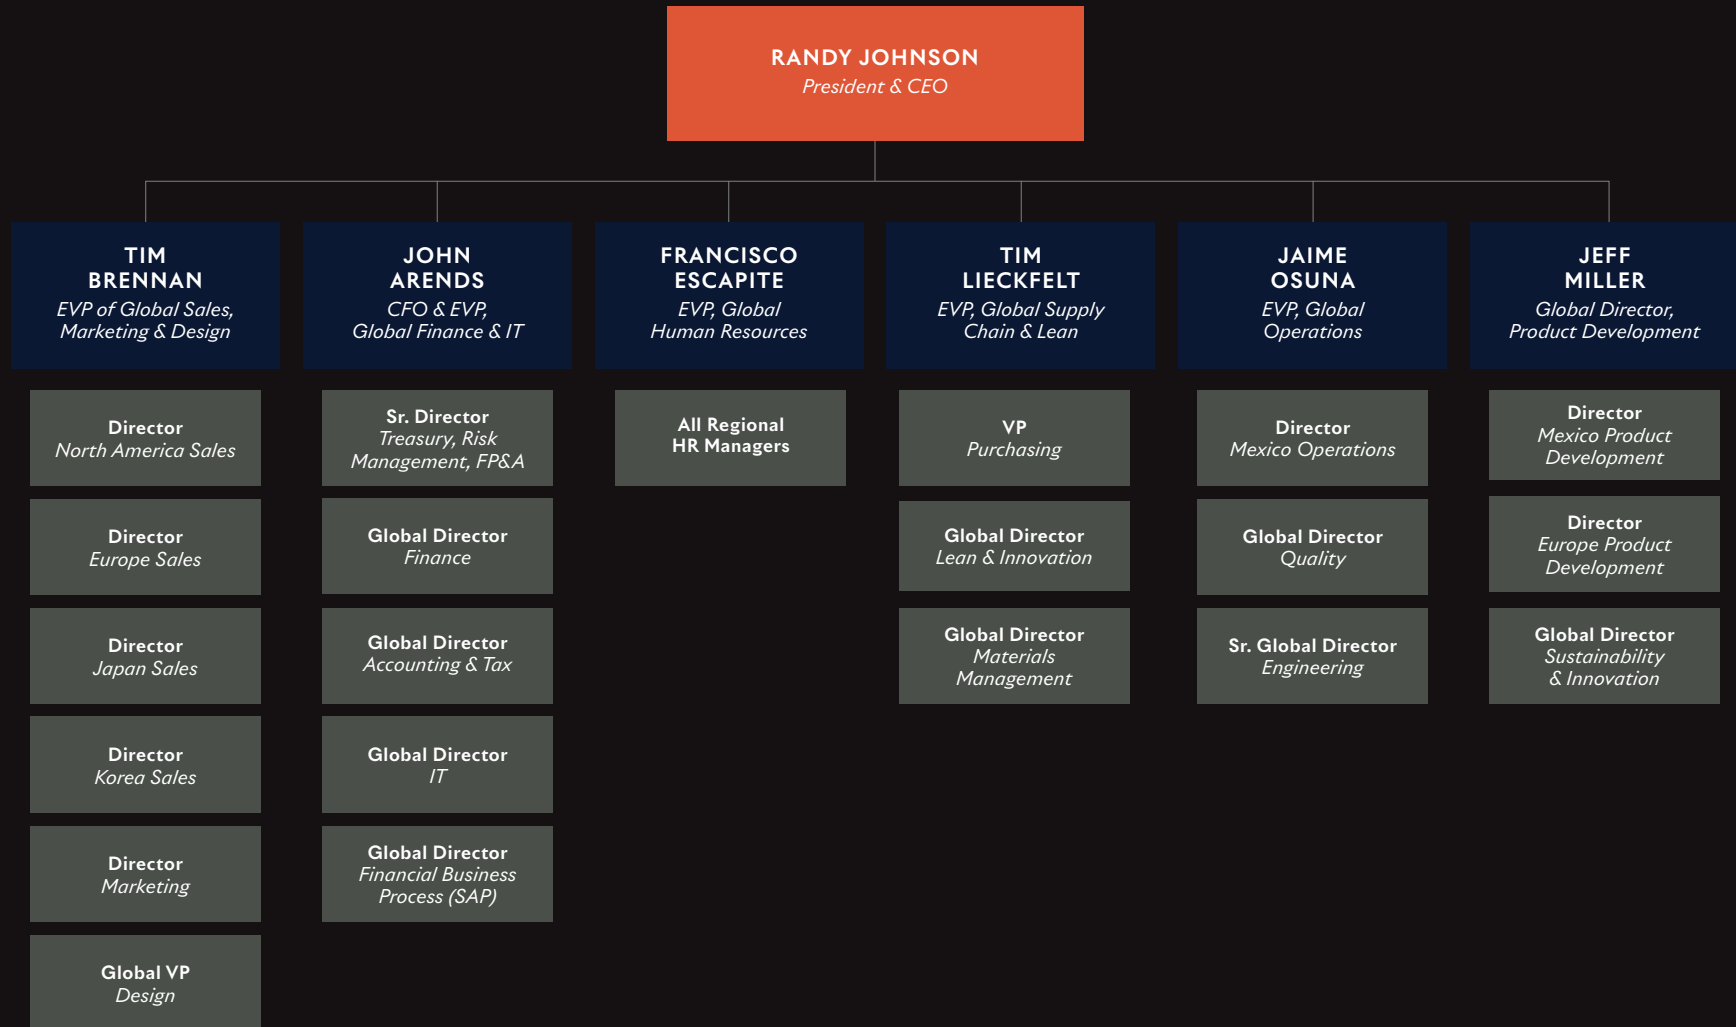 RANDY JOHNSON
President & CEO
TIM
BRENNAN
EVP of Global Sales,
Marketing & Design
Director
North America Sales
Director
Europe Sales
Director
Japan Sales
Director
Korea Sales
Director
Marketing
Global VP
Design
JOHN
ARENDS
CFO & EVP,
Global Finance & IT
Sr. Director
Treasury, Risk
Management, FP&A
Global Director
Finance
Global Director
Accounting & Tax
Global Director
IT
Global Director
Financial Business
Process (SAP)
FRANCISCO
ESCAPITE
EVP, Global
Human Resources
All Regional
HR Managers
TIM
LIECKFELT
EVP, Global Supply
Chain & Lean
VP
Purchasing
Global Director
Lean & Innovation
Global Director
Materials
Management
JAIME
OSUNA
EVP, Global
Operations
Director
Mexico Operations
Global Director
Quality
Sr. Global Director
Engineering
JEFF
MILLER
Global Director,
Product Development
Director
Mexico Product
Development
Director
Europe Product
Development
Global Director
Sustainability
& Innovation